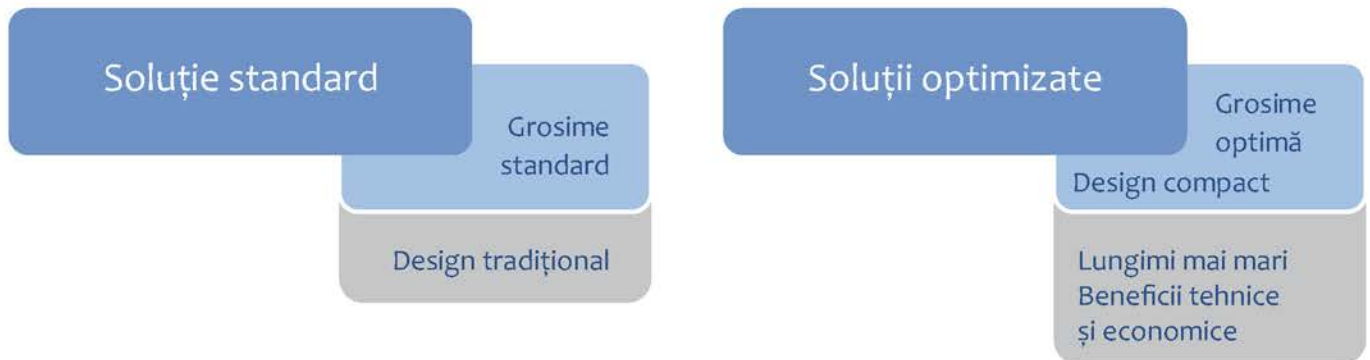 Soluție standard
Grosime
standard
Design tradițional
Soluții optimizate
Grosime
optimă
Design compact
Lungimi mai mari
Beneficii tehnice
și economice